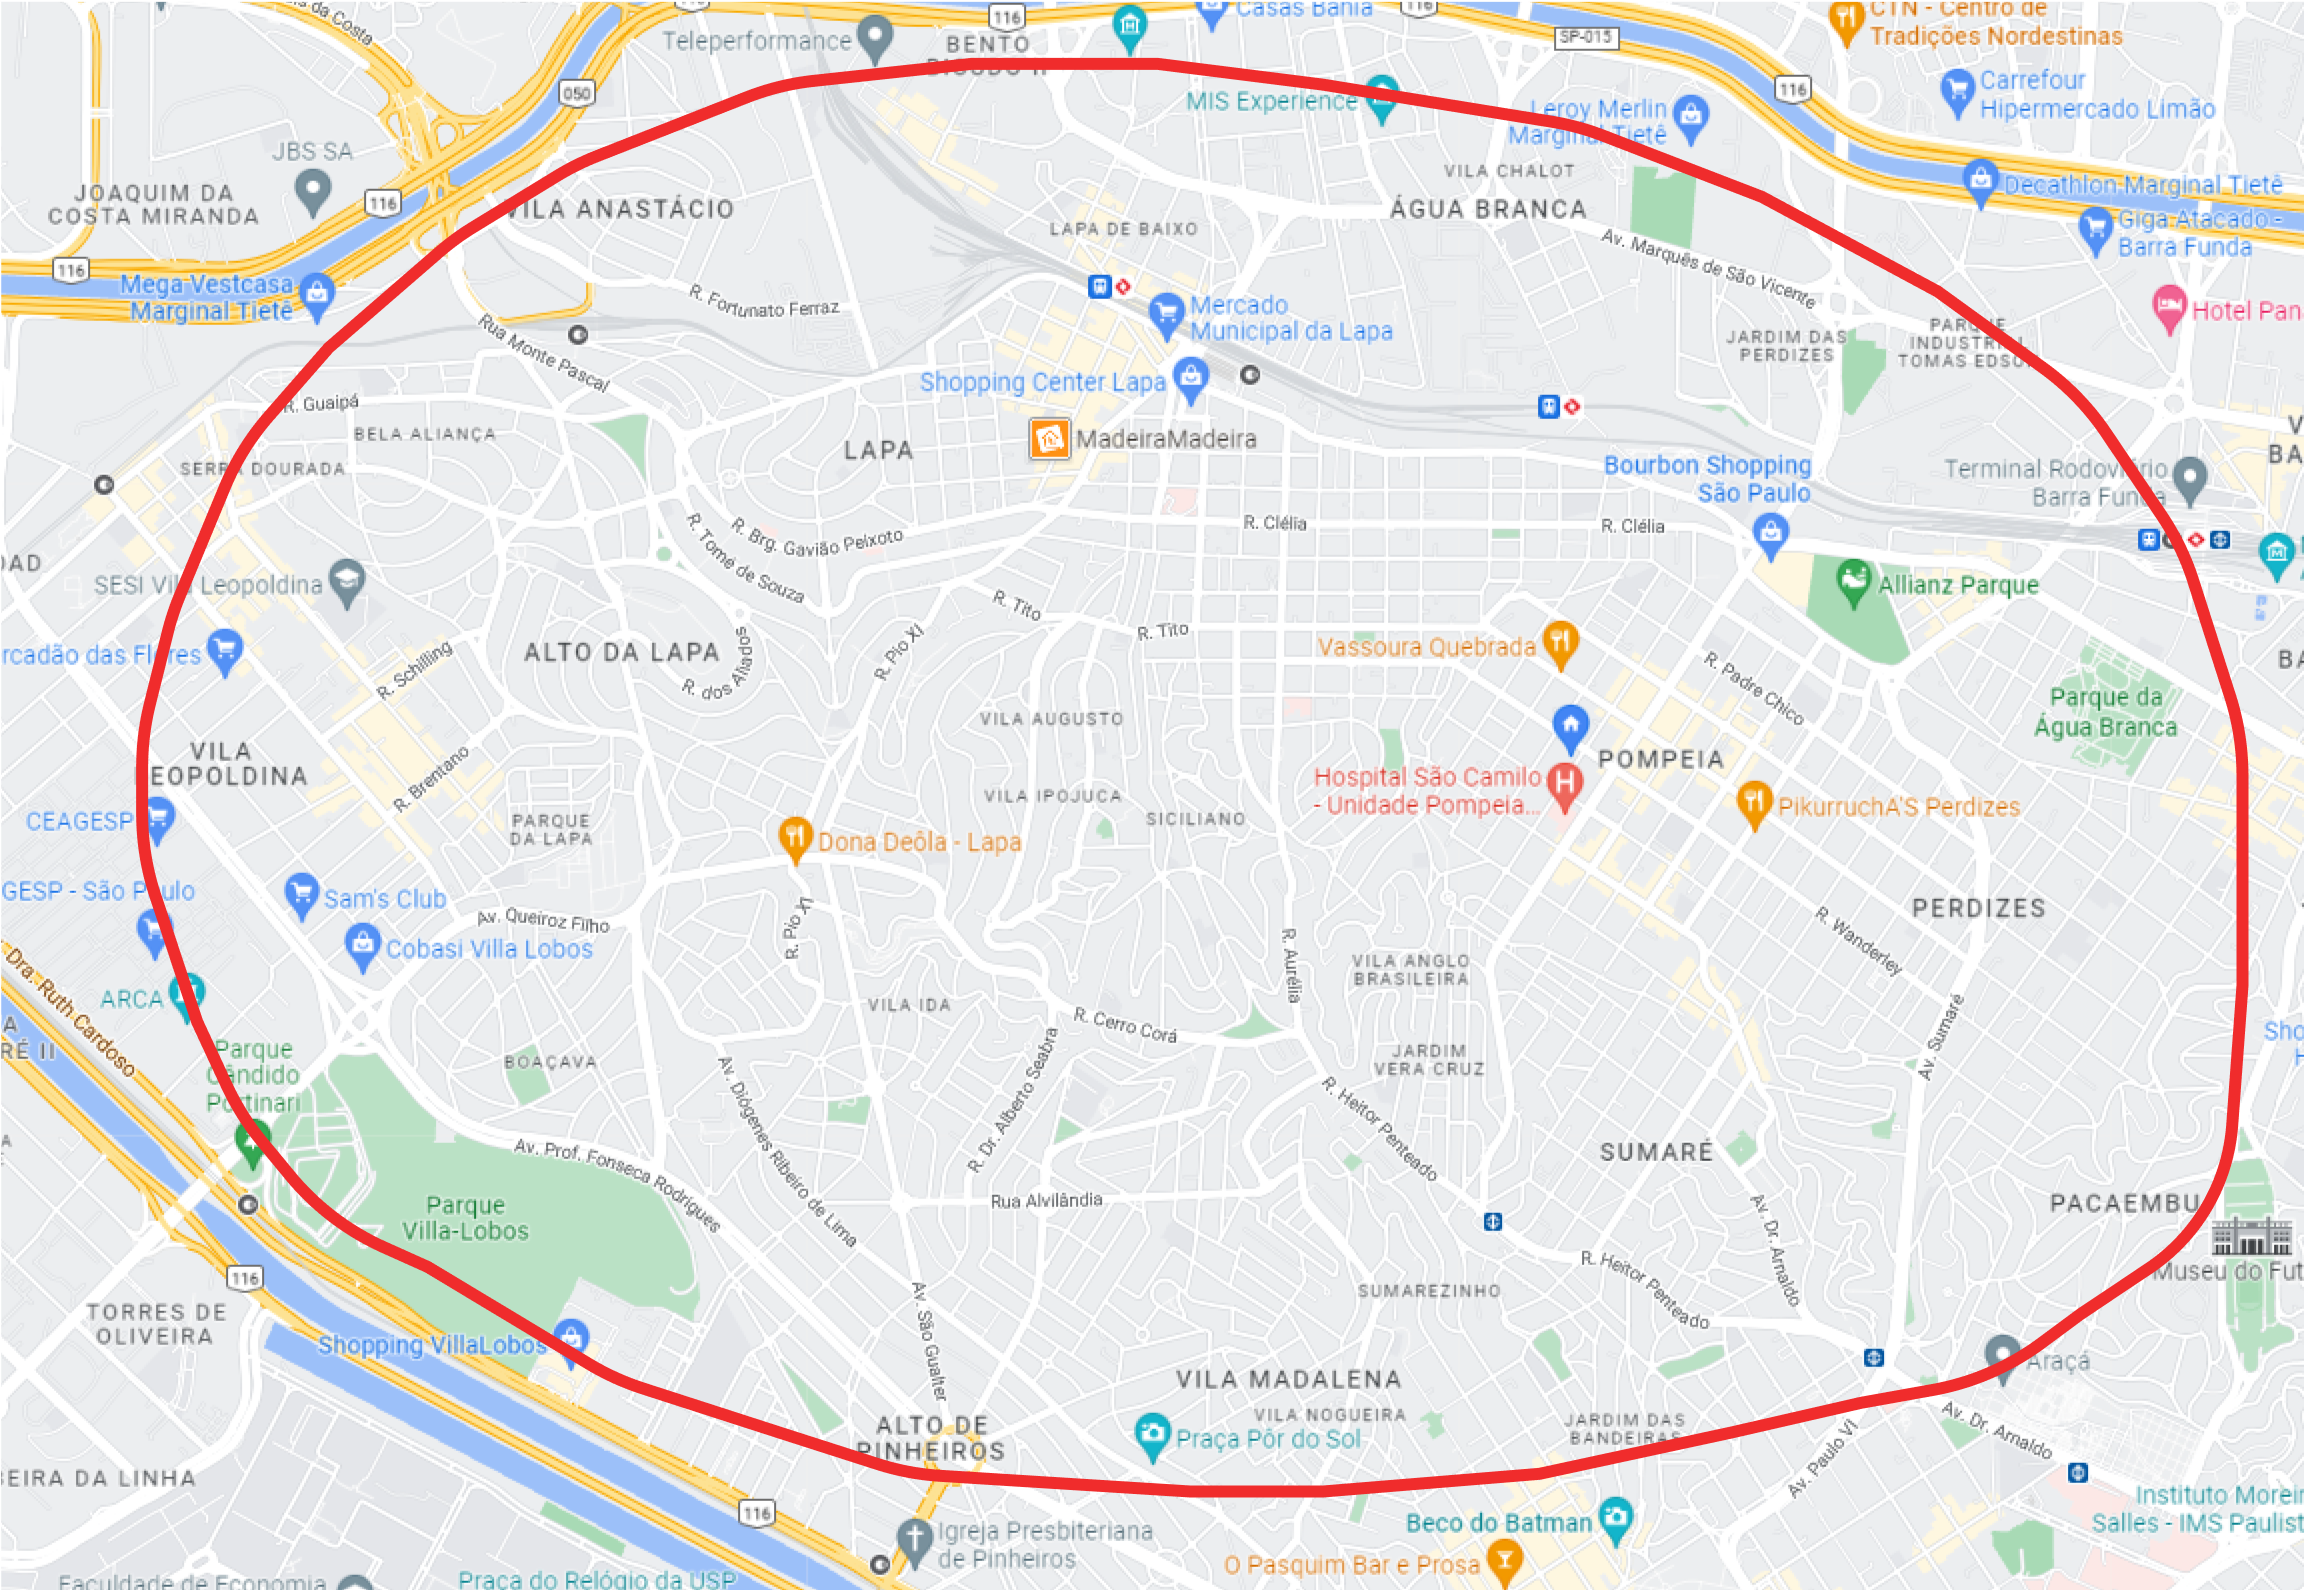 s da Costa
116
Casas Bahia
116
CTN - Centro de
Tradições Nordestinas
Teleperformance
BENTO
BICUDO II
SP-015
050
MIS Experience
Leroy Merlin
Marginal Tietê
116
Carrefour
Hipermercado Limão
JBS SA
VILA CHALOT
JOAQUIM DA
COSTA MIRANDA
116
VILA ANASTÁCIO
LAPA DE BAIXO
ÁGUA BRANCA
Decathlon Marginal Tietê
Giga Atacado -
Barra Funda
Av. Marquês de São Vicente
116
Mega Vestcasa
Marginal Tietê
R. Fortunato Ferraz
Mercado
Municipal da Lapa
Hotel Pan
Rua Monte Pascal
JARDIM DAS
PERDIZES
PARQUE
INDUSTRIAL
TOMAS EDSO
Shopping Center Lapa
R. Guaipá
BELA ALIANÇA
LAPA
MadeiraMadeira
V
BA
SERRA DOURADA
Bourbon Shopping
São Paulo
Terminal Rodoviário
Barra Funda
R. Brg. Gavião Peixoto
R. Clélia
R. Clélia
R. Tomé de Souza
OAD
SESI Vila Leopoldina
Allianz Parque
R. Tito
R. Tito
ALTO DA LAPA
R. dos Aliados
R. Pio XI
Vassoura Quebrada
rcadão das Flores
R. Schilling
R. Padre Chico
BA
Parque da
Água Branca
VILA AUGUSTO
VILA
LEOPOLDINA
R. Brentano
POMPEIA
Hospital São Camilo
- Unidade Pompeia...
VILA IPOJUCA
SICILIANO
PikurruchA'S Perdizes
CEAGESP
PARQUE
DA LAPA
Dona Deôla - Lapa
GESP - São Paulo
Sam's Club
Av. Queiroz Filho
R. Pio XI
PERDIZES
R. Wanderley
Cobasi Villa Lobos
R. Aurélia
VILA ANGLO
BRASILEIRA
Dra. Ruth Cardoso
ARCA
VILA IDA
R. Cerro Corá
Av. Sumaré
A
RÉ II
Sho
H
Parque
Cândido
Portinari
BOAÇAVA
JARDIM
VERA CRUZ
Av. Diógenes Ribeiro de Lima
R. Dr. Alberto Seabra
R. Heitor Penteado
Av. Prof. Fonseca Rodrigues
SUMARÉ
Rua Alvilândia
Parque
Villa-Lobos
PACAEMBU
Av. Dr. Arnaldo
116
R. Heitor Penteado
Museu do Fut
SUMAREZINHO
TORRES DE
OLIVEIRA
Shopping VillaLobos
Av. São Gualter
VILA MADALENA
Araçá
ALTO DE
PINHEIROS
VILA NOGUEIRA
Praça Pôr do Sol
JARDIM DAS
BANDEIRAS
Av. Dr. Arnaldo
Av. Paulo VI
BEIRA DA LINHA
116
Instituto Moreir
Salles - IMS Paulist
Igreja Presbiteriana
de Pinheiros
Beco do Batman
O Pasquim Bar e Prosa
Faculdade de Economia
Praça do Relógio da USP